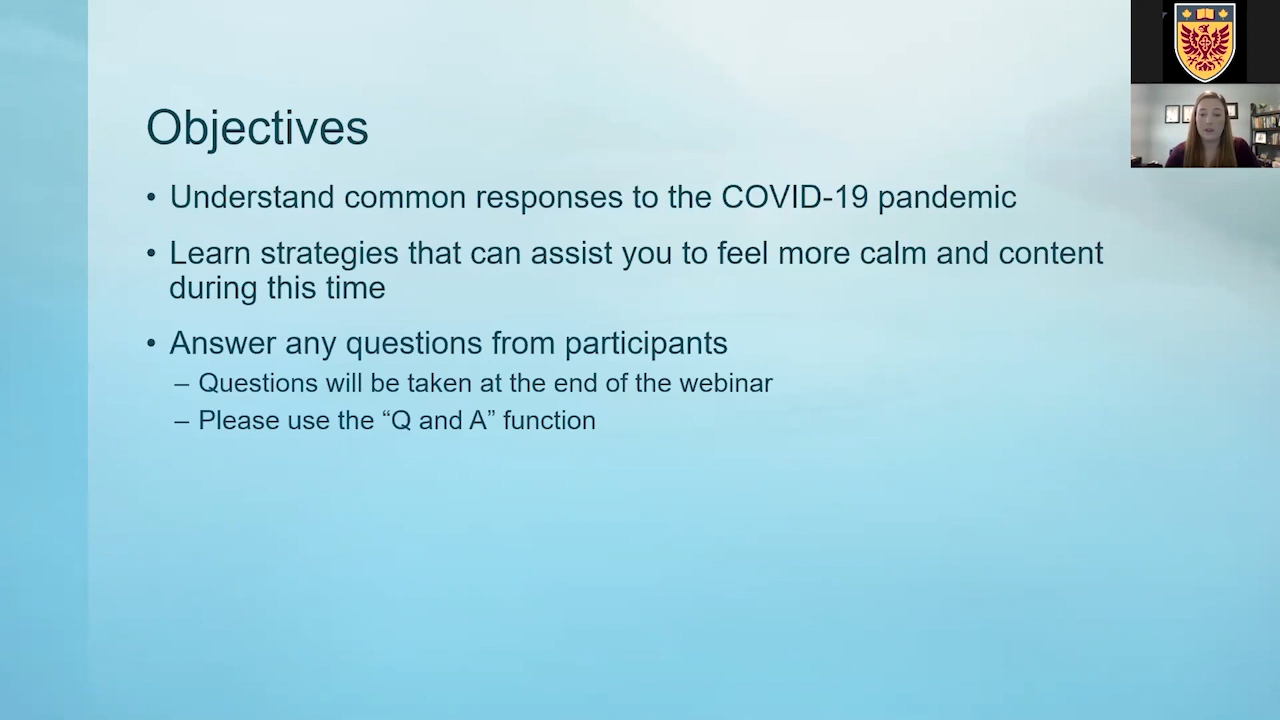 Objectives
• Understand common responses to the COVID-19 pandemic
• Learn strategies that can assist you to feel more calm and content
during this time
• Answer any questions from participants
– Questions will be taken at the end of the webinar
– Please use the “Q and A” function